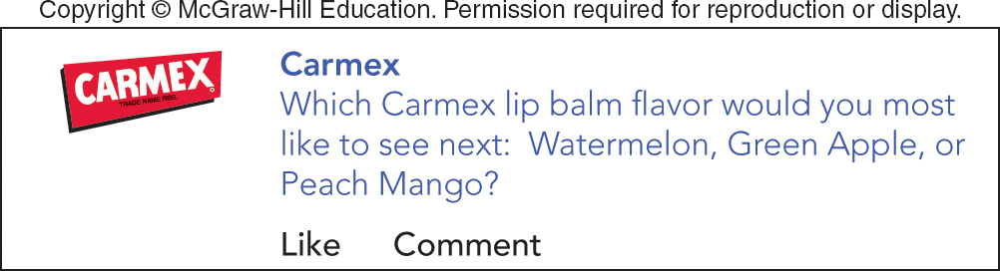 Copyright © McGraw-Hill Education. Permission required for reproduction or display.
CARMEX
TRADE NAME REG.
Carmex
Which Carmex lip balm flavor would you most
like to see next: Watermelon, Green Apple, or
Peach Mango?
Like Comment